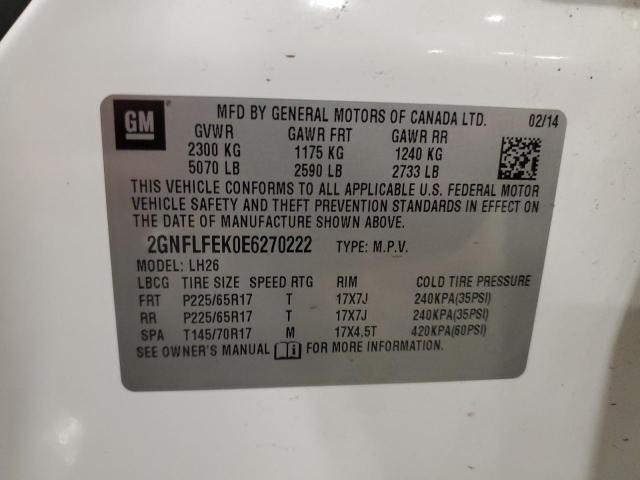 GM ®
MFD BY GENERAL MOTORS OF CANADA LTD. 02/14
GVWR GAWR FRT GAWR RR
2300 KG 1175 KG 1240 KG
5070 LB 2590 LB 2733 LB
THIS VEHICLE CONFORMS TO ALL APPLICABLE U.S. FEDERAL MOTOR
VEHICLE SAFETY AND THEFT PREVENTION STANDARDS IN EFFECT ON
THE DATE OF MANUFACTURE SHOWN ABOVE.
2GNFLFEK0E6270222 TYPE: M.P.V.
MODEL: LH26
LBCG TIRE SIZE SPEED RTG RIM COLD TIRE PRESSURE
FRT P225/65R17 T 17X7J 240KPA(35PSI)
RR P225/65R17 T 17X7J 240KPA(35PSI)
SPA T145/70R17 M 17X4.5T 420KPA(60PSI)
SEE OWNER'S MANUAL FOR MORE INFORMATION.